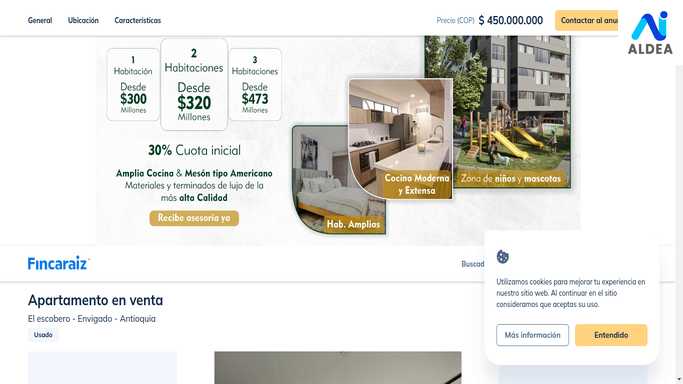 General Ubicación Características Precio (COP) $ 450.000.000 Contactar al anu
ALDEA
1 Habitación Desde $300 Millones
2 Habitaciones Desde $320 Millones
3 Habitaciones Desde $473 Millones
30% Cuota inicial
Amplia Cocina & Mesón tipo Americano
Materiales y terminados de lujo de la
más alta Calidad
Recibe asesoría ya
Hab. Amplias
Cocina Moderna
y Extensa
Zona de niños y mascotas
Fincaraiz
Buscad
Apartamento en venta
El escobero - Envigado - Antioquia
Usado
Utilizamos cookies para mejorar tu experiencia en
nuestro sitio web. Al continuar en el sitio
consideramos que aceptas su uso.
Más información Entendido